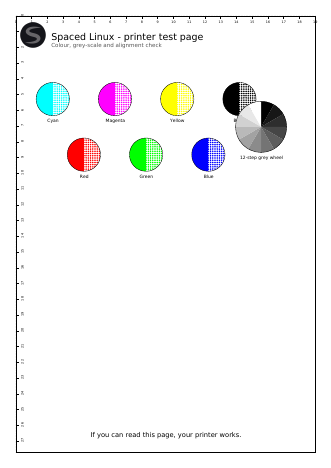 Spaced Linux - printer test page
Colour, grey-scale and alignment check
Cyan
Magenta
Yellow
12-step grey wheel
Red
Green
Blue
If you can read this page, your printer works.